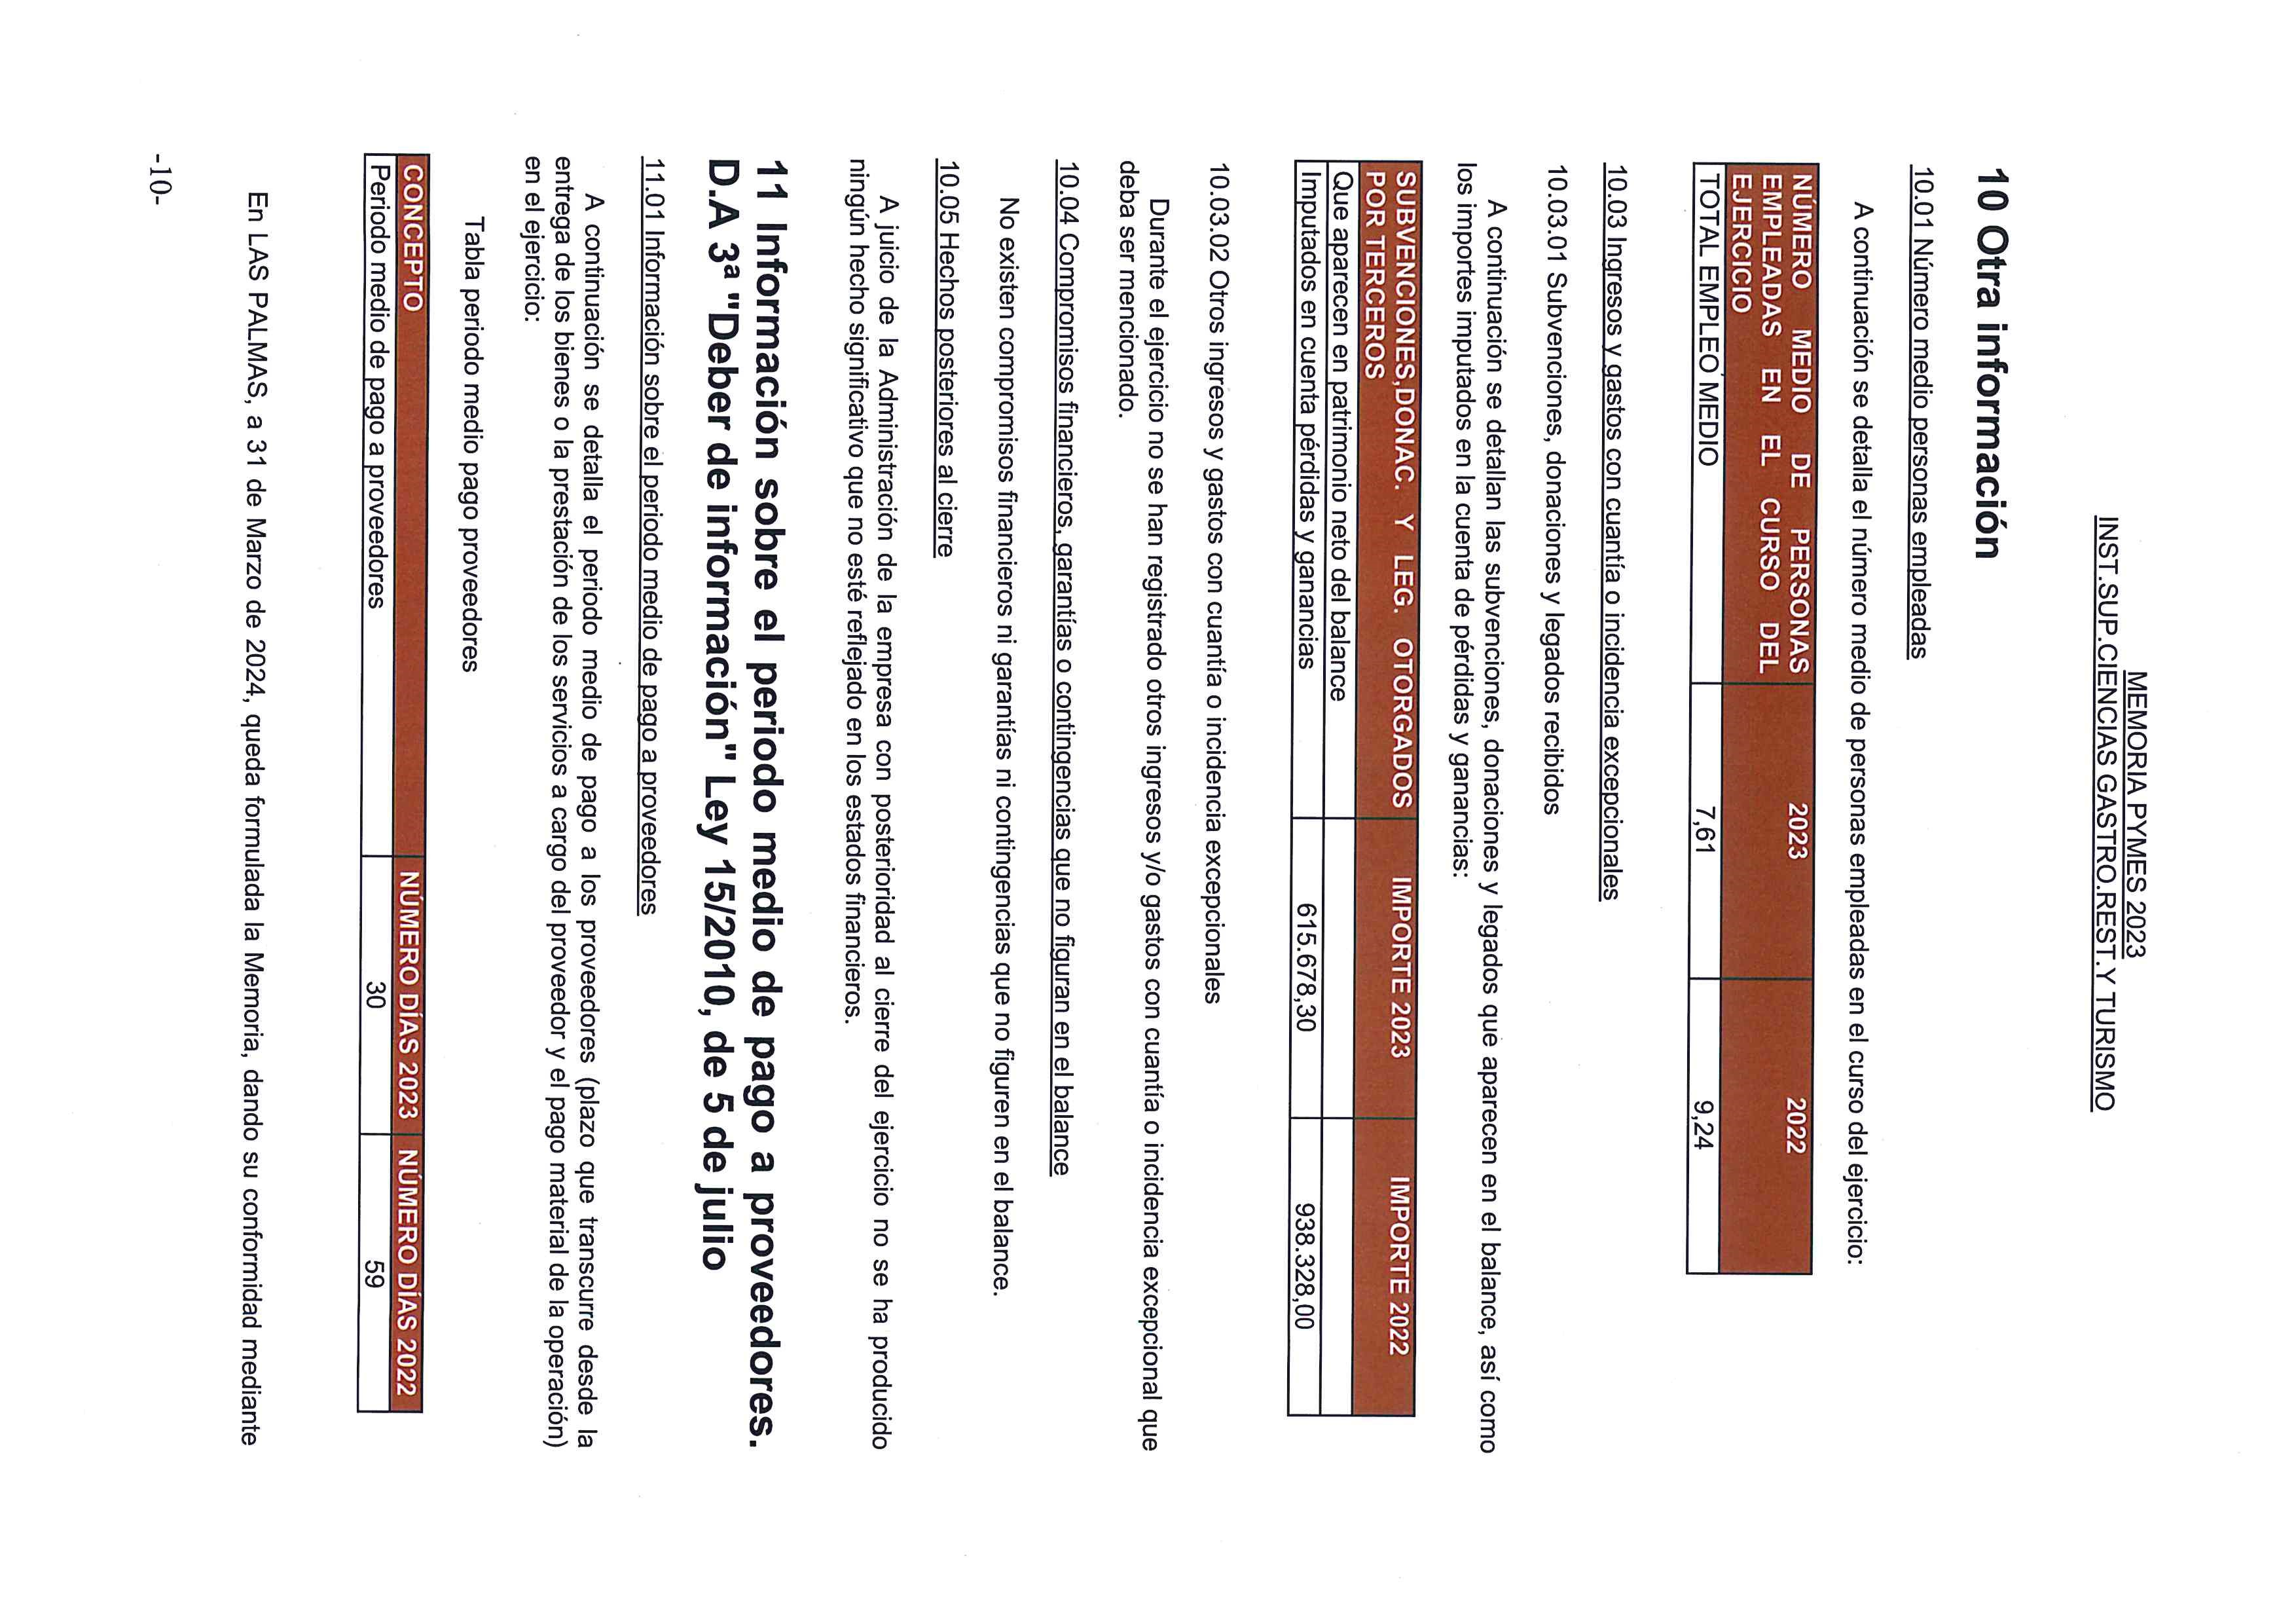 MEMORIA PYMES 2023
INST.SUP.CIENCIAS GASTRO.REST.Y TURISMO
10 Otra información
10.01 Número medio personas empleadas
A continuación se detalla el número medio de personas empleadas en el curso del ejercicio:
NÚMERO MEDIO DE PERSONAS 2023 2022
EMPLEADAS EN EL CURSO DEL
EJERCICIO
TOTAL EMPLEO MEDIO 7,61 9,24
10.03 Ingresos y gastos con cuantía o incidencia excepcionales
10.03.01 Subvenciones, donaciones y legados recibidos
A continuación se detallan las subvenciones, donaciones y legados que aparecen en el balance, así como
los importes imputados en la cuenta de pérdidas y ganancias:
SUBVENCIONES,DONAC. Y LEG. OTORGADOS IMPORTE 2023 IMPORTE 2022
POR TERCEROS
Que aparecen en patrimonio neto del balance
Imputados en cuenta pérdidas y ganancias 615.678,30 938.328,00
10.03.02 Otros ingresos y gastos con cuantía o incidencia excepcionales
Durante el ejercicio no se han registrado otros ingresos y/o gastos con cuantía o incidencia excepcional que
deba ser mencionado.
10.04 Compromisos financieros, garantías o contingencias que no figuran en el balance
No existen compromisos financieros ni garantías ni contingencias que no figuren en el balance.
10.05 Hechos posteriores al cierre
A juicio de la Administración de la empresa con posterioridad al cierre del ejercicio no se ha producido
ningún hecho significativo que no esté reflejado en los estados financieros.
11 Información sobre el periodo medio de pago a proveedores.
D.A 3ª "Deber de información" Ley 15/2010, de 5 de julio
11.01 Información sobre el periodo medio de pago a proveedores
A continuación se detalla el periodo medio de pago a los proveedores (plazo que transcurre desde la
entrega de los bienes o la prestación de los servicios a cargo del proveedor y el pago material de la operación)
en el ejercicio:
Tabla periodo medio pago proveedores
CONCEPTO NÚMERO DÍAS 2023 NÚMERO DÍAS 2022
Periodo medio de pago a proveedores 30 59
En LAS PALMAS, a 31 de Marzo de 2024, queda formulada la Memoria, dando su conformidad mediante
-10-